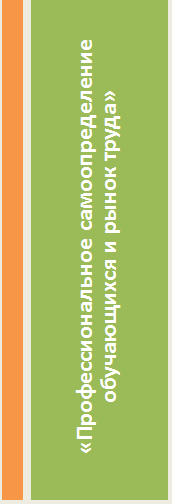 «Профессиональное самоопределение
обучающихся и рынок труда»